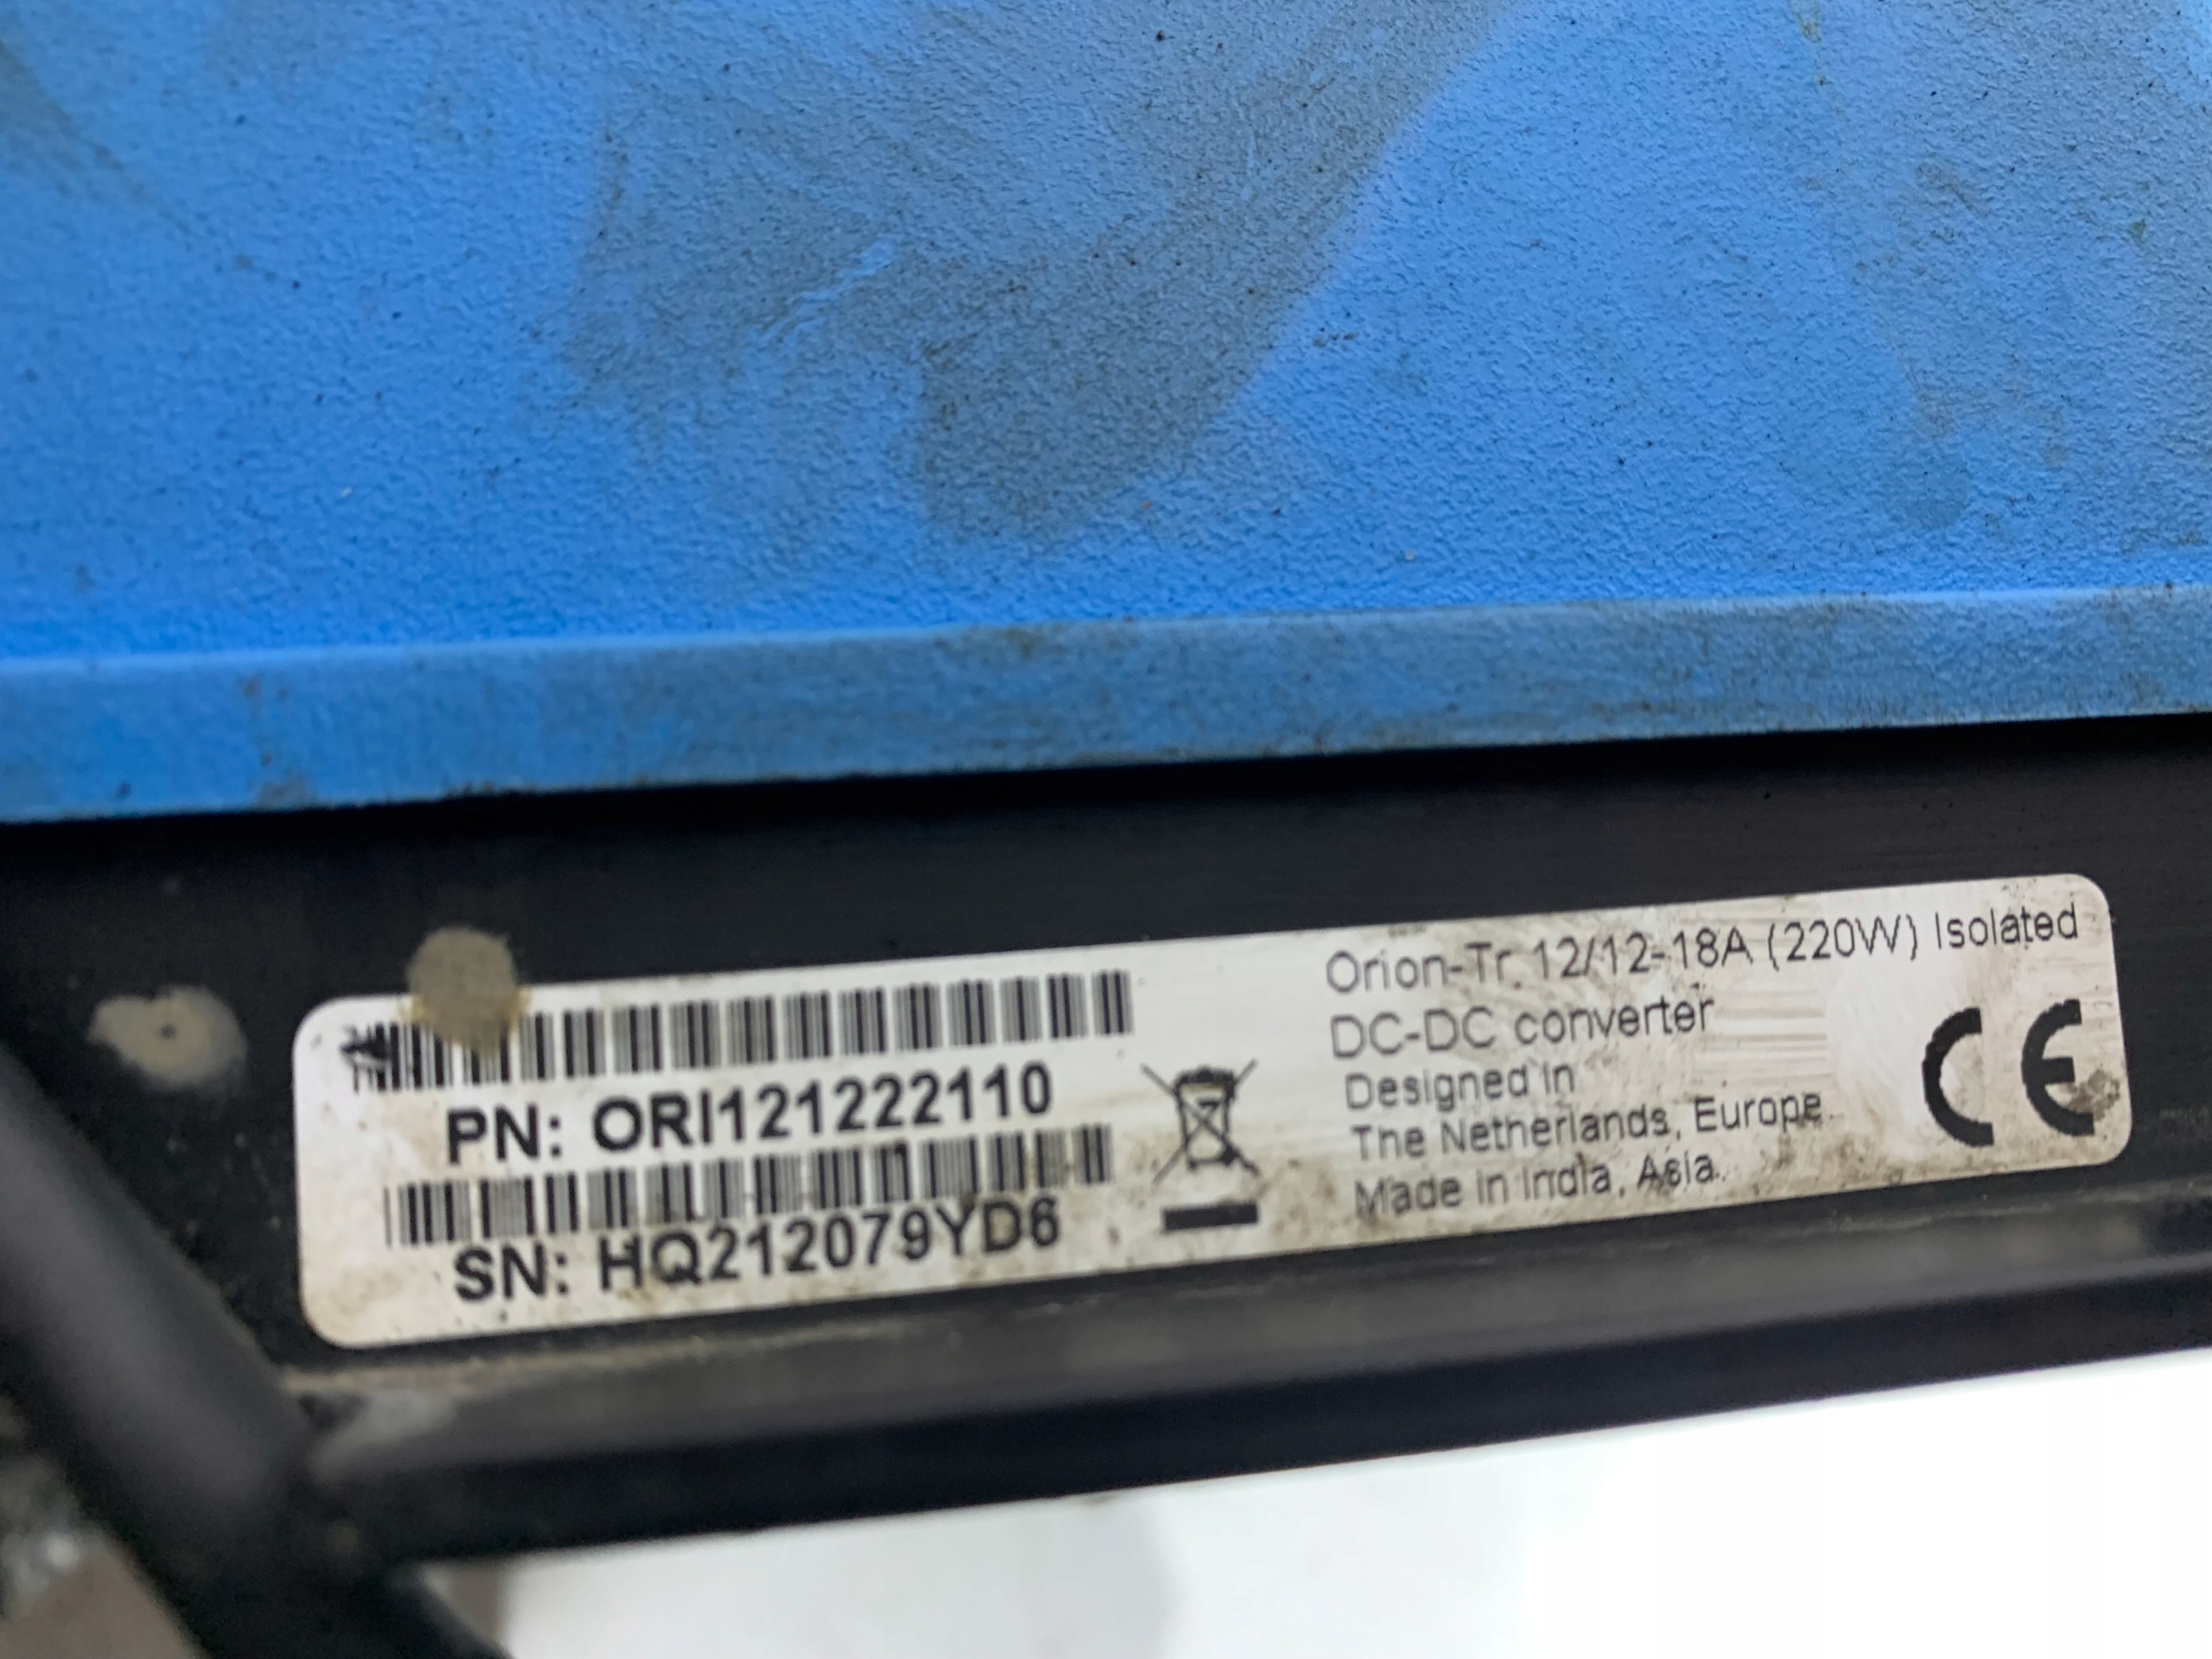 PN: ORI121222110
SN: HQ212079YD6
Orion-Tr 12/12-18A (220W) Isolated
DC-DC converter
Designed in
The Netherlands, Europe.
Made in India, Asia.
CE